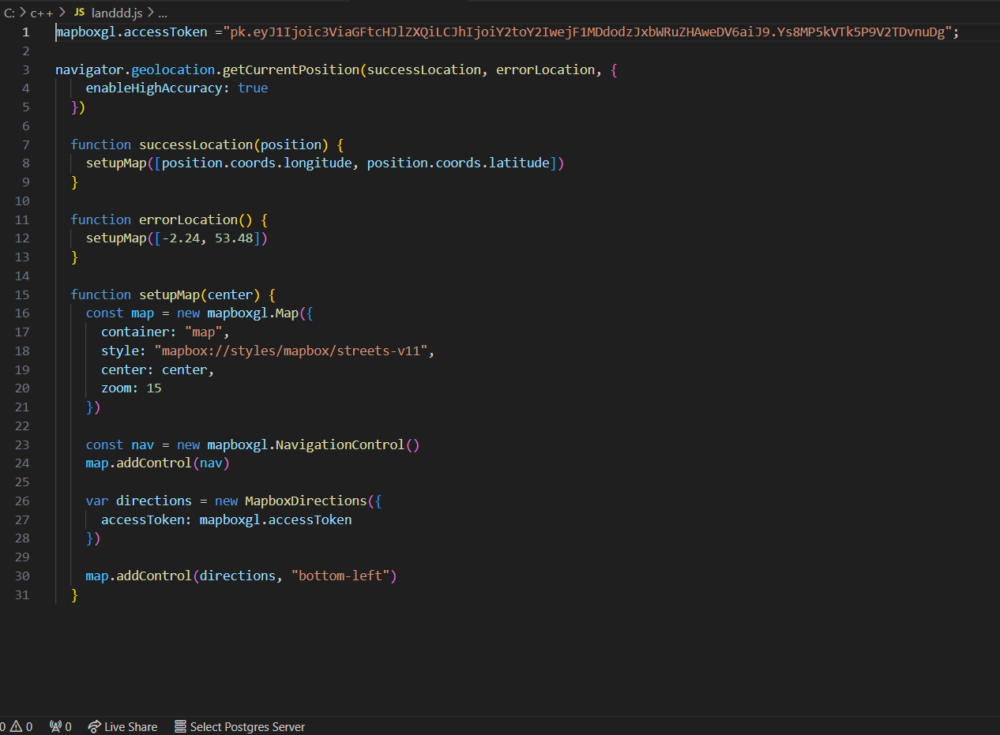 C: > c++ > JS landdd.js > ...
1 mapboxgl.accessToken ="pk.eyJ1Ijoic3ViaGFtcHJlZXQiLCJhIjoiY2toY2IwejF1MDdodzJxbWRuZHAweDV6aiJ9.Ys8MP5kVTk5P9V2TDvnuDg";
2
3 navigator.geolocation.getCurrentPosition(successLocation, errorLocation, {
4 enableHighAccuracy: true
5 })
6
7 function successLocation(position) {
8 setupMap([position.coords.longitude, position.coords.latitude])
9 }
10
11 function errorLocation() {
12 setupMap([-2.24, 53.48])
13 }
14
15 function setupMap(center) {
16 const map = new mapboxgl.Map({
17 container: "map",
18 style: "mapbox://styles/mapbox/streets-v11",
19 center: center,
20 zoom: 15
21 })
22
23 const nav = new mapboxgl.NavigationControl()
24 map.addControl(nav)
25
26 var directions = new MapboxDirections({
27 accessToken: mapboxgl.accessToken
28 })
29
30 map.addControl(directions, "bottom-left")
31 }
0 0 0 Live Share Select Postgres Server